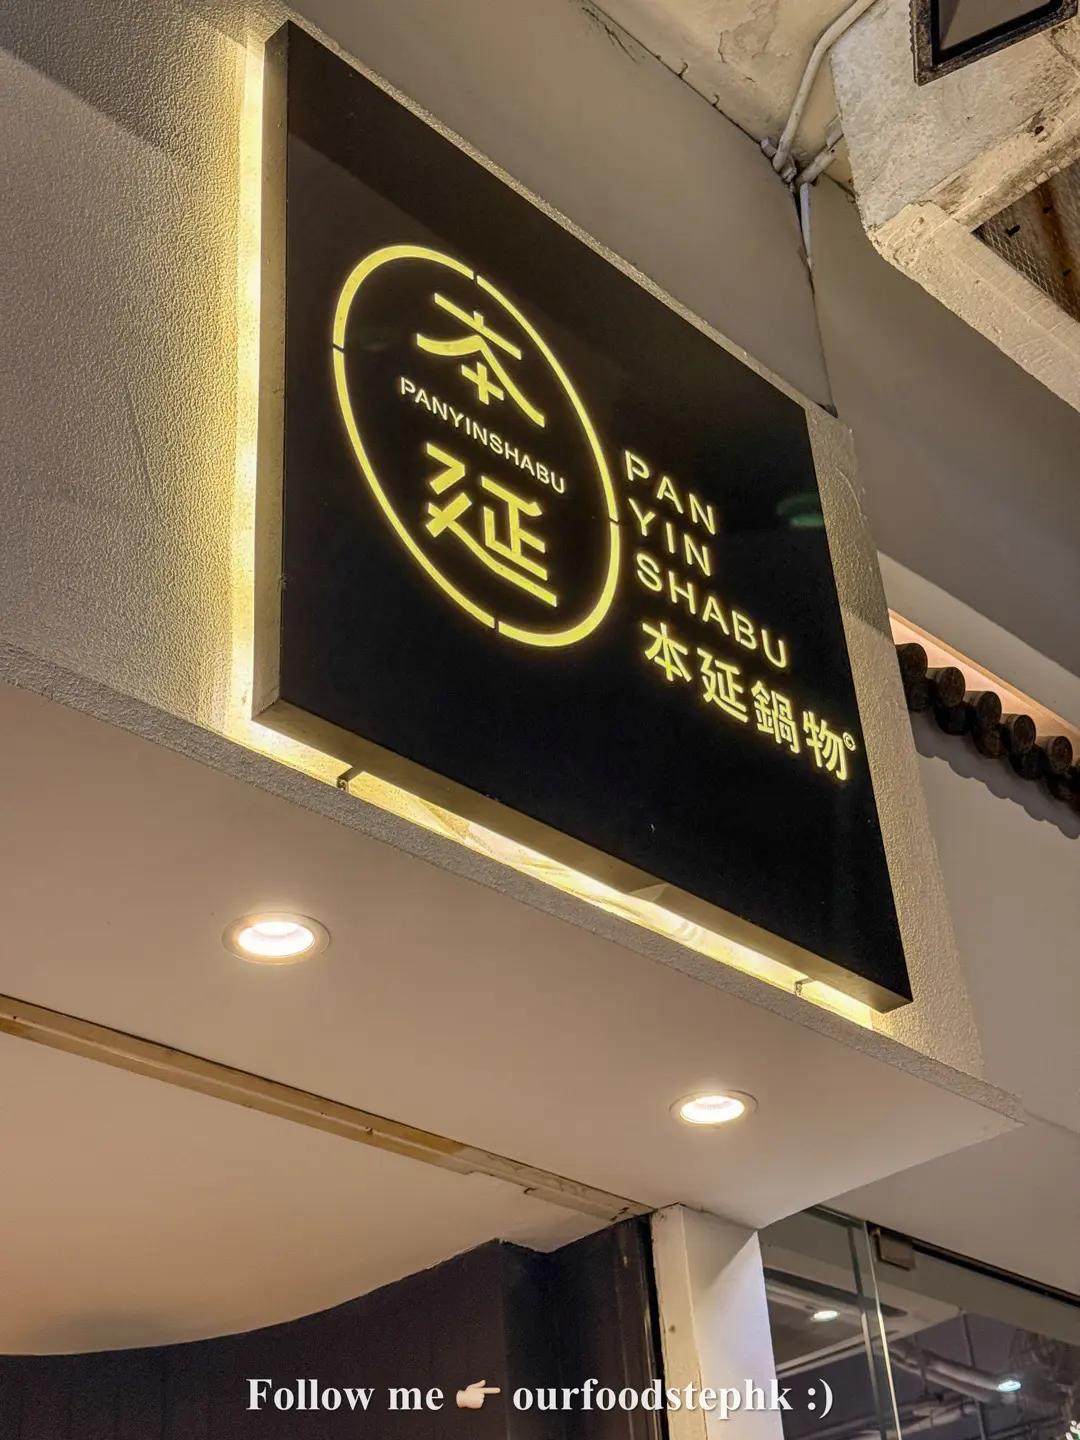 本
PANYINSHABU
延
PAN
YIN
SHABU
本延鍋物©
Follow me 👉🏻 ourfoodstephk :)